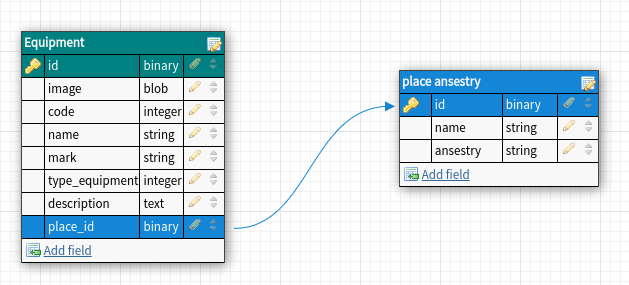 Equipment
id binary
image blob
code integer
name string
mark string
type_equipment integer
description text
place_id binary
Add field
place ansestry
id binary
name string
ansestry string
Add field